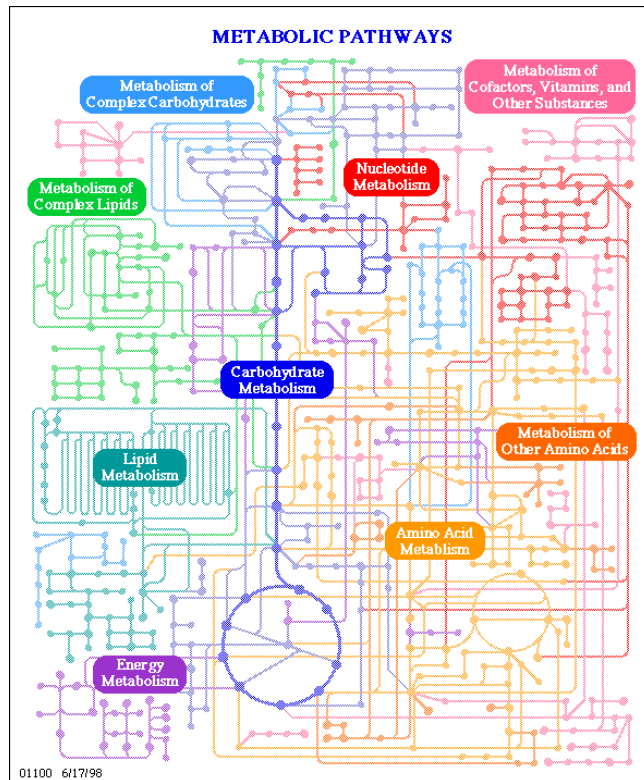 METABOLIC PATHWAYS
Metabolism of
Complex Carbohydrates
Metabolism of
Cofactors, Vitamins, and
Other Substances
Nucleotide
Metabolism
Metabolism of
Complex Lipids
Carbohydrate
Metabolism
Metabolism of
Other Amino Acids
Lipid
Metabolism
Amino Acid
Metablism
Energy
Metabolism
01100 6/17/98